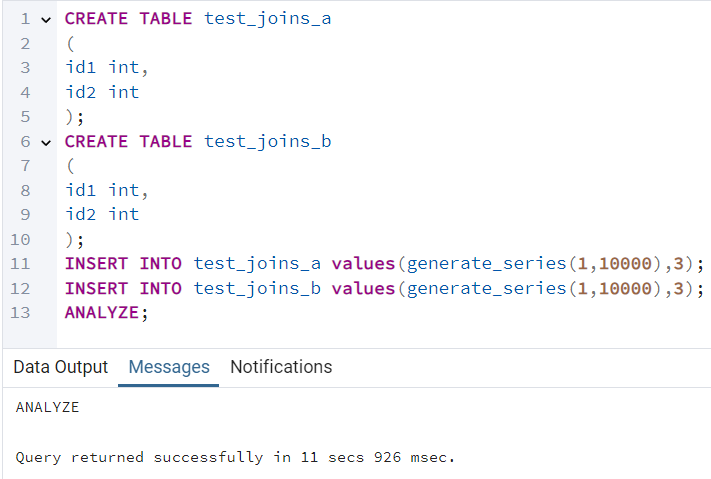 1 CREATE TABLE test_joins_a
2 (
3 id1 int,
4 id2 int
5 );
6 CREATE TABLE test_joins_b
7 (
8 id1 int,
9 id2 int
10 );
11 INSERT INTO test_joins_a values(generate_series(1,10000),3);
12 INSERT INTO test_joins_b values(generate_series(1,10000),3);
13 ANALYZE;
Data Output Messages Notifications
ANALYZE
Query returned successfully in 11 secs 926 msec.